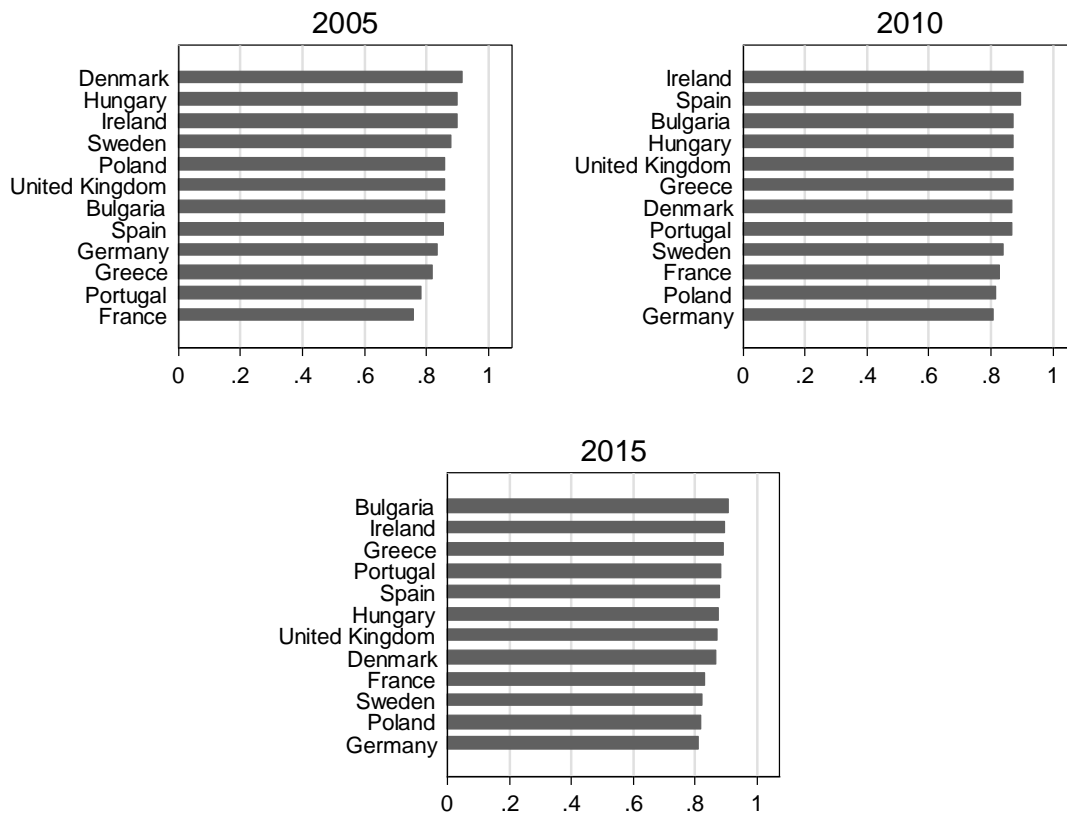 2005
Denmark
Hungary
Ireland
Sweden
Poland
United Kingdom
Bulgaria
Spain
Germany
Greece
Portugal
France
0 .2 .4 .6 .8 1
2010
Ireland
Spain
Bulgaria
Hungary
United Kingdom
Greece
Denmark
Portugal
Sweden
France
Poland
Germany
0 .2 .4 .6 .8 1
2015
Bulgaria
Ireland
Greece
Portugal
Spain
Hungary
United Kingdom
Denmark
France
Sweden
Poland
Germany
0 .2 .4 .6 .8 1